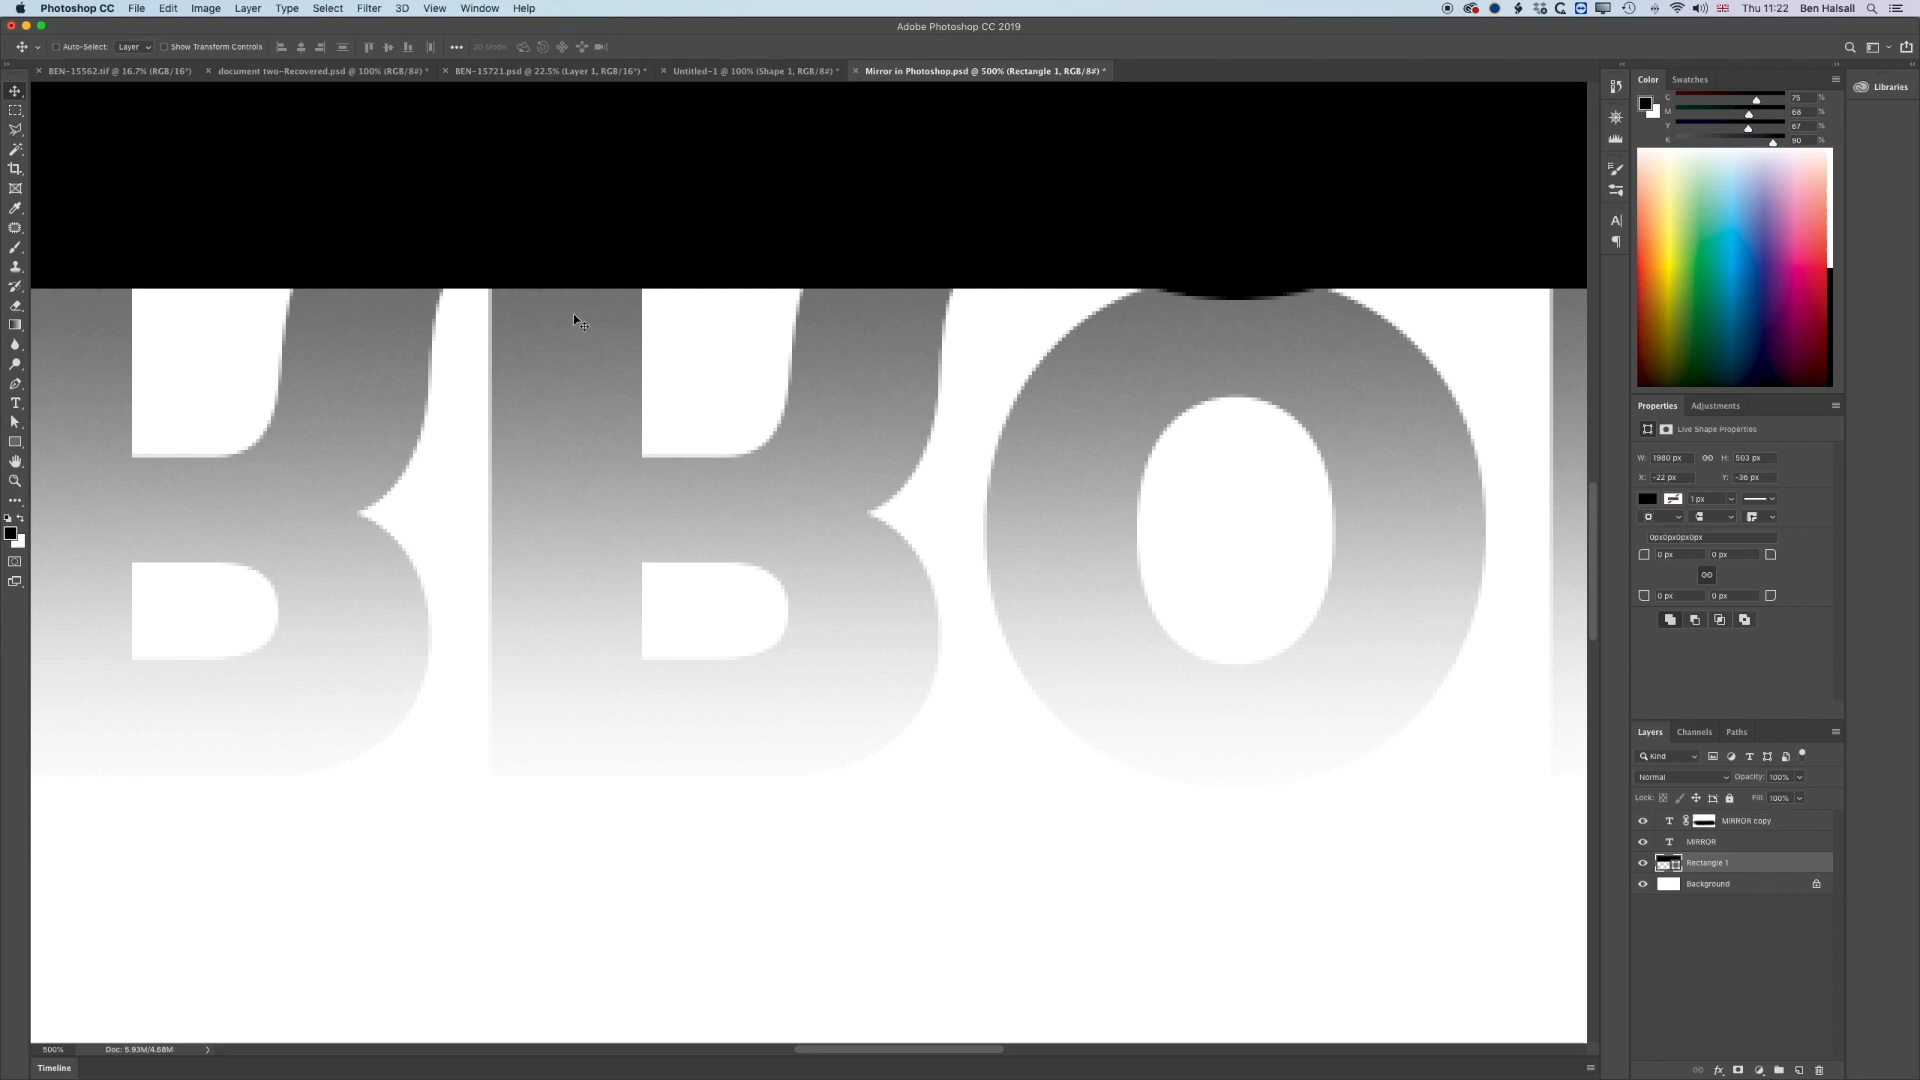 Photoshop CC File Edit Image Layer Type Select Filter 3D View Window Help Thu 11:22 Ben Halsall
Adobe Photoshop CC 2019
Auto-Select: Layer Show Transform Controls 3D Mode:
BEN-15562.tif @ 16.7% (RGB/16*) document two-Recovered.psd @ 100% (RGB/8#) * BEN-15721.psd @ 22.5% (Layer 1, RGB/16*) * Untitled-1 @ 100% (Shape 1, RGB/8#) * Mirror in Photoshop.psd @ 500% (Rectangle 1, RGB/8#) *
Color Swatches
Libraries
C 75 %
M 68 %
Y 67 %
K 90 %
Properties Adjustments
Live Shape Properties
W: 1980 px H: 503 px
X: -22 px Y: -36 px
1 px
0px0px0px0px
0 px 0 px
0 px 0 px
Layers Channels Paths
Kind
Normal Opacity: 100%
Lock: Fill: 100%
MIRROR copy
MIRROR
Rectangle 1
Background
500% Doc: 5.93M/4.68M
Timeline